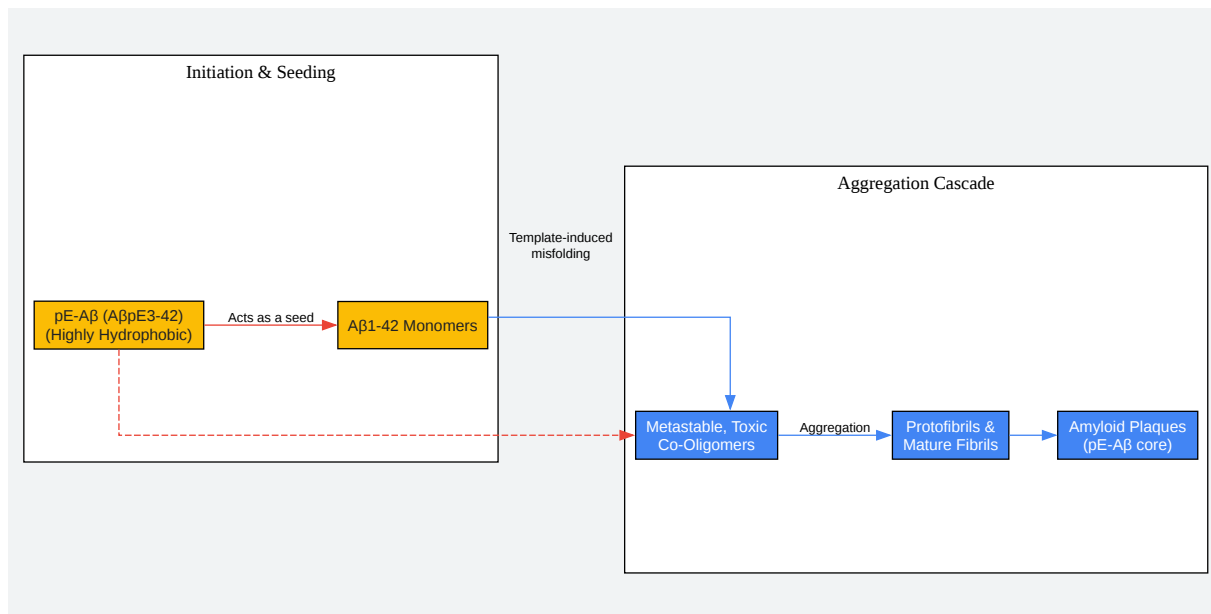 Initiation & Seeding
pE-Aβ (AβpE3-42)
(Highly Hydrophobic)
Acts as a seed
Aβ1-42 Monomers
Template-induced
misfolding
Aggregation Cascade
Metastable, Toxic
Co-Oligomers
Aggregation
Protofibrils &
Mature Fibrils
Amyloid Plaques
(pE-Aβ core)